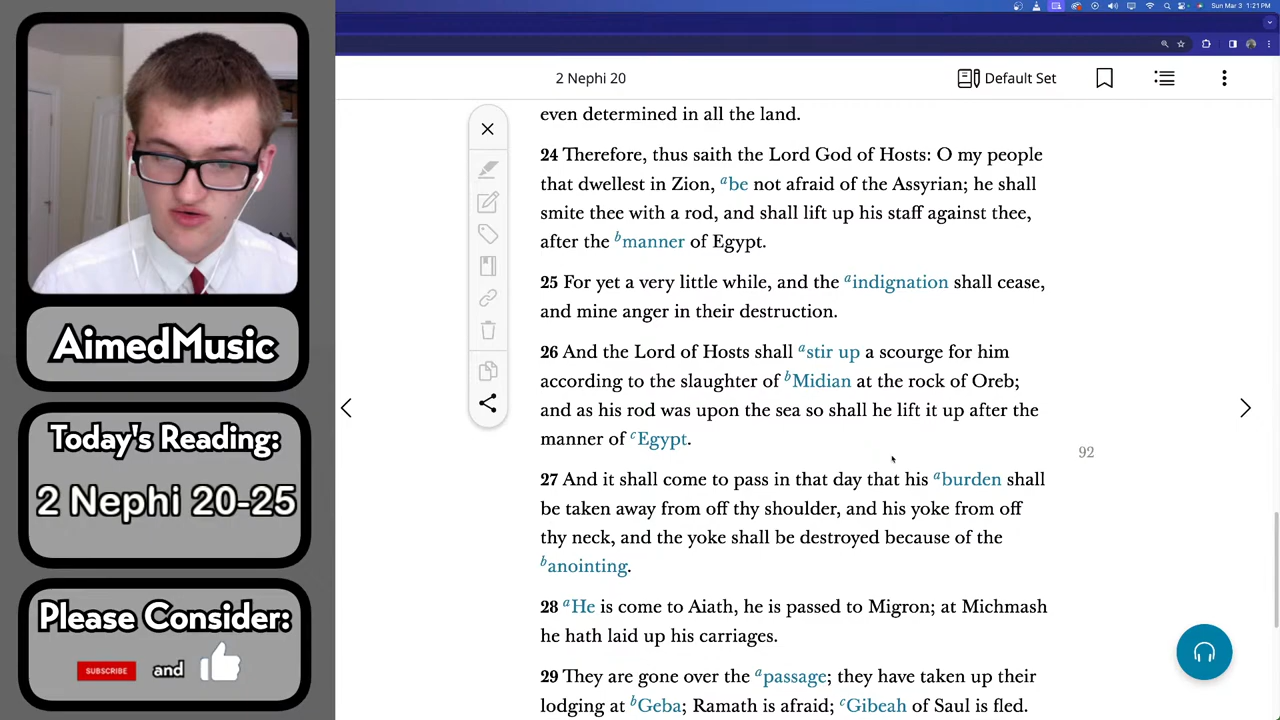 Sun Mar 3 1:21 PM
2 Nephi 20
Default Set
even determined in all the land.
24 Therefore, thus saith the Lord God of Hosts: O my people
that dwellest in Zion, a be not afraid of the Assyrian; he shall
smite thee with a rod, and shall lift up his staff against thee,
after the b manner of Egypt.
25 For yet a very little while, and the a indignation shall cease,
and mine anger in their destruction.
26 And the Lord of Hosts shall a stir up a scourge for him
according to the slaughter of b Midian at the rock of Oreb;
and as his rod was upon the sea so shall he lift it up after the
manner of c Egypt.
92
27 And it shall come to pass in that day that his a burden shall
be taken away from off thy shoulder, and his yoke from off
thy neck, and the yoke shall be destroyed because of the
b anointing.
28 a He is come to Aiath, he is passed to Migron; at Michmash
he hath laid up his carriages.
29 They are gone over the a passage; they have taken up their
lodging at b Geba; Ramath is afraid; c Gibeah of Saul is fled.
AimedMusic
Today's Reading:
2 Nephi 20-25
Please Consider:
SUBSCRIBE and